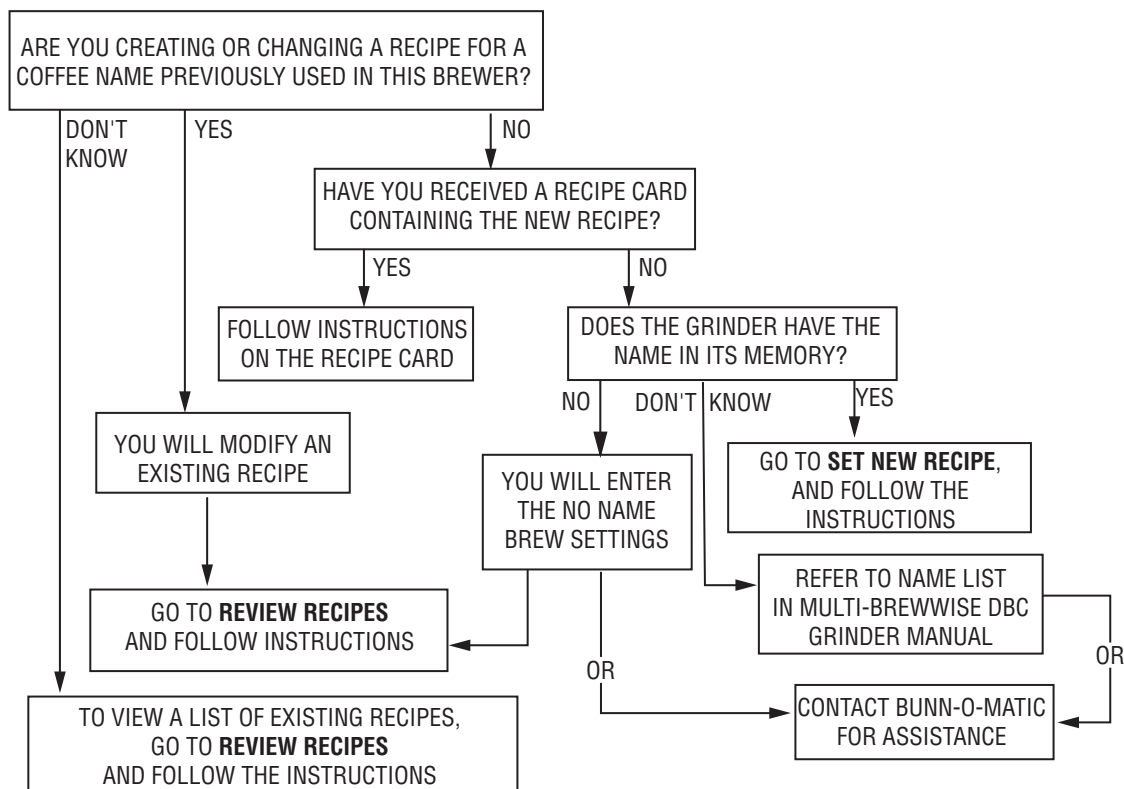 ARE YOU CREATING OR CHANGING A RECIPE FOR A
COFFEE NAME PREVIOUSLY USED IN THIS BREWER?
DON'T
KNOW
YES
NO
HAVE YOU RECEIVED A RECIPE CARD
CONTAINING THE NEW RECIPE?
YES
NO
FOLLOW INSTRUCTIONS
ON THE RECIPE CARD
DOES THE GRINDER HAVE THE
NAME IN ITS MEMORY?
NO
DON'T KNOW
YES
YOU WILL MODIFY AN
EXISTING RECIPE
YOU WILL ENTER
THE NO NAME
BREW SETTINGS
GO TO SET NEW RECIPE,
AND FOLLOW THE
INSTRUCTIONS
REFER TO NAME LIST
IN MULTI-BREWWISE DBC
GRINDER MANUAL
GO TO REVIEW RECIPES
AND FOLLOW INSTRUCTIONS
OR
OR
CONTACT BUNN-O-MATIC
FOR ASSISTANCE
TO VIEW A LIST OF EXISTING RECIPES,
GO TO REVIEW RECIPES
AND FOLLOW THE INSTRUCTIONS